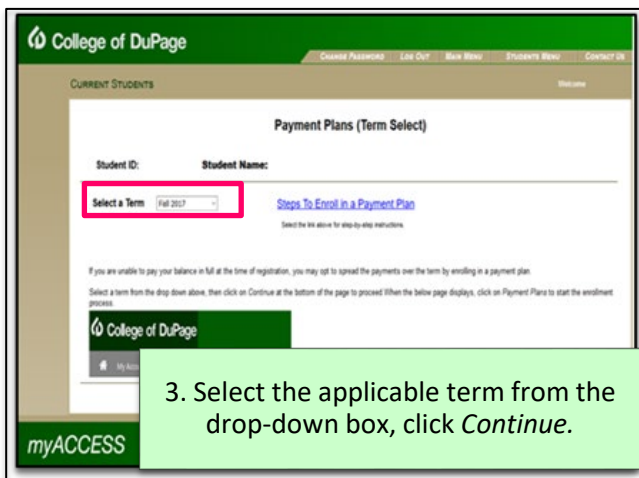 College of DuPage
CHANGE PASSWORD LOG OUT MAIN MENU STUDENTS MENU CONTACT US
CURRENT STUDENTS Welcome
Payment Plans (Term Select)
Student ID: Student Name:
Select a Term Fall 2017 Steps To Enroll in a Payment Plan
Select the link above for step-by-step instructions.
If you are unable to pay your balance in full at the time of registration, you may opt to spread the payments over the term by enrolling in a payment plan.
Select a term from the drop down above, then click on Continue at the bottom of the page to proceed When the below page displays, click on Payment Plans to start the enrollment
process.
College of DuPage
My
3. Select the applicable term from the
drop-down box, click Continue.
myACCESS